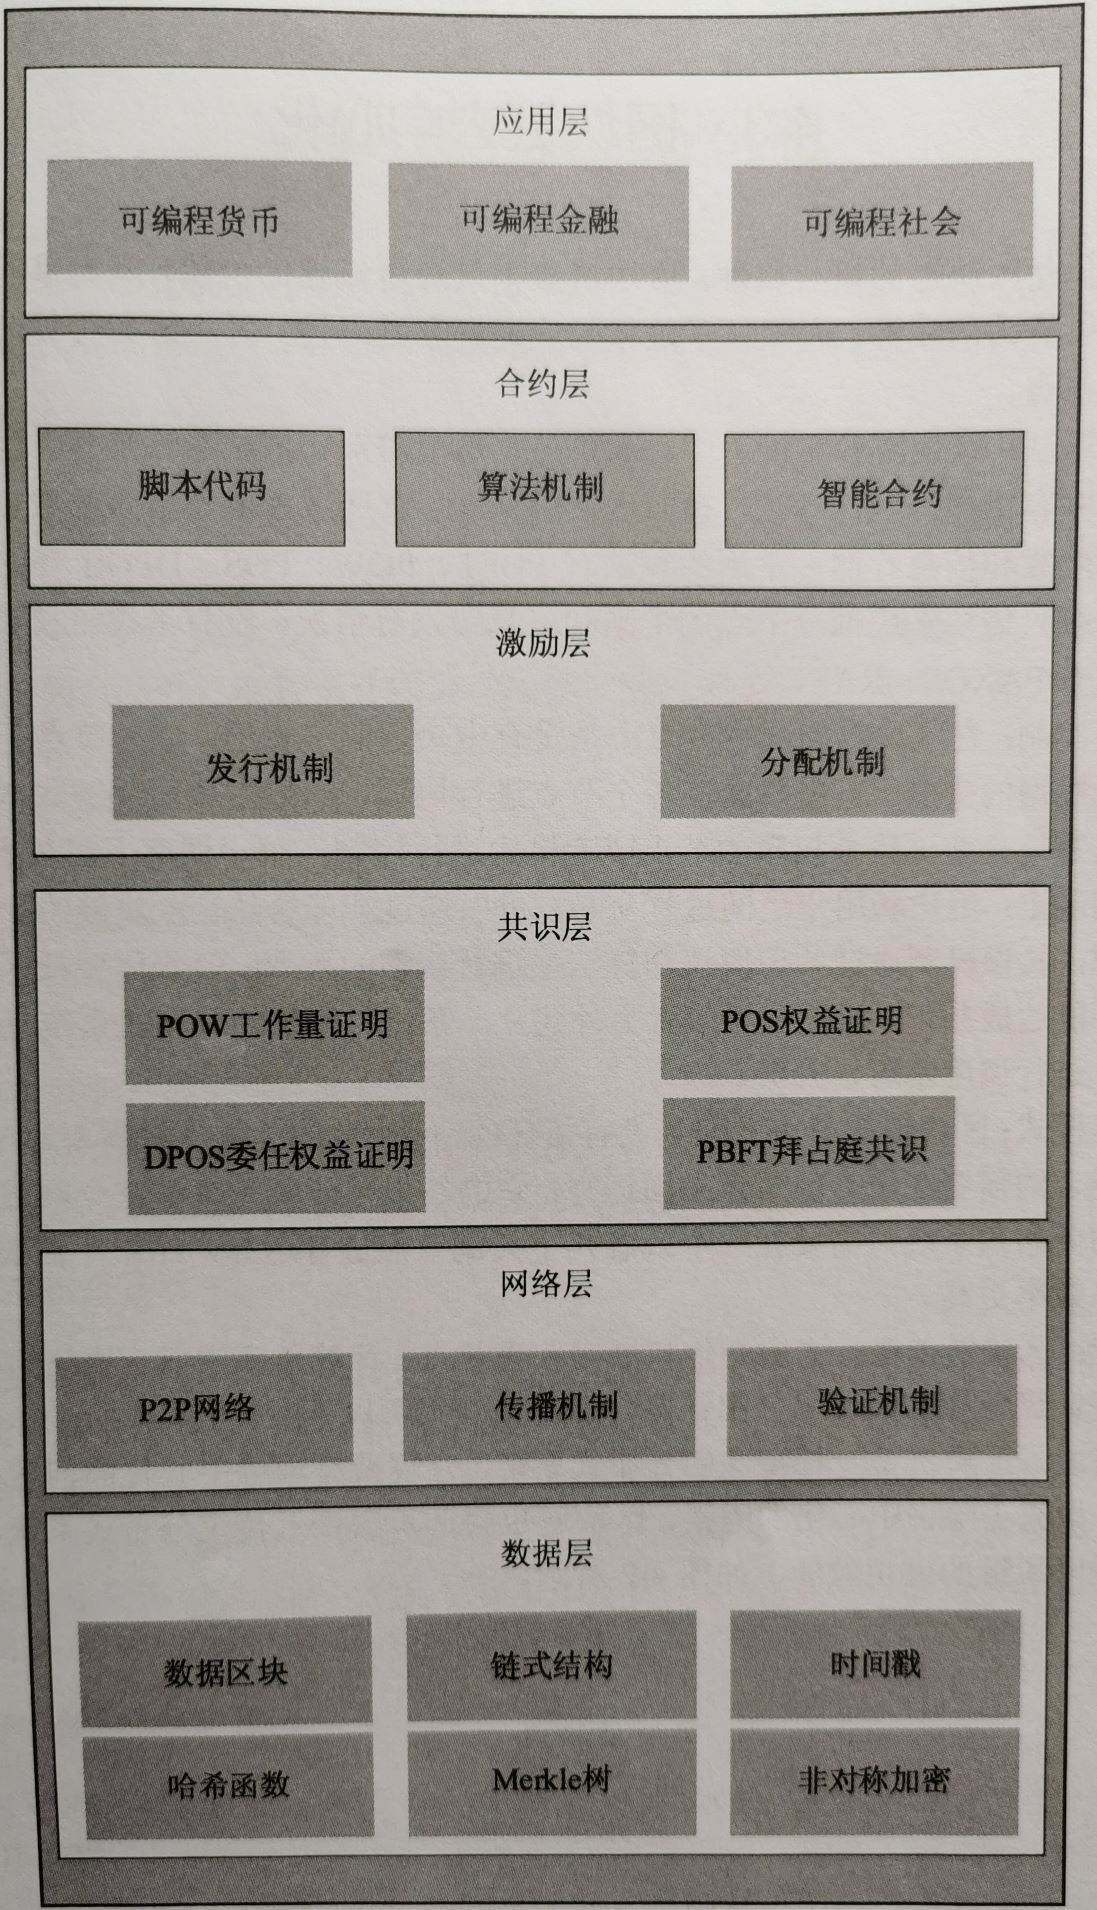 应用层
可编程货币
可编程金融
可编程社会
合约层
脚本代码
算法机制
智能合约
激励层
发行机制
分配机制
共识层
POW工作量证明
POS权益证明
DPOS委任权益证明
PBFT拜占庭共识
网络层
P2P网络
传播机制
验证机制
数据层
数据区块
链式结构
时间戳
哈希函数
Merkle树
非对称加密